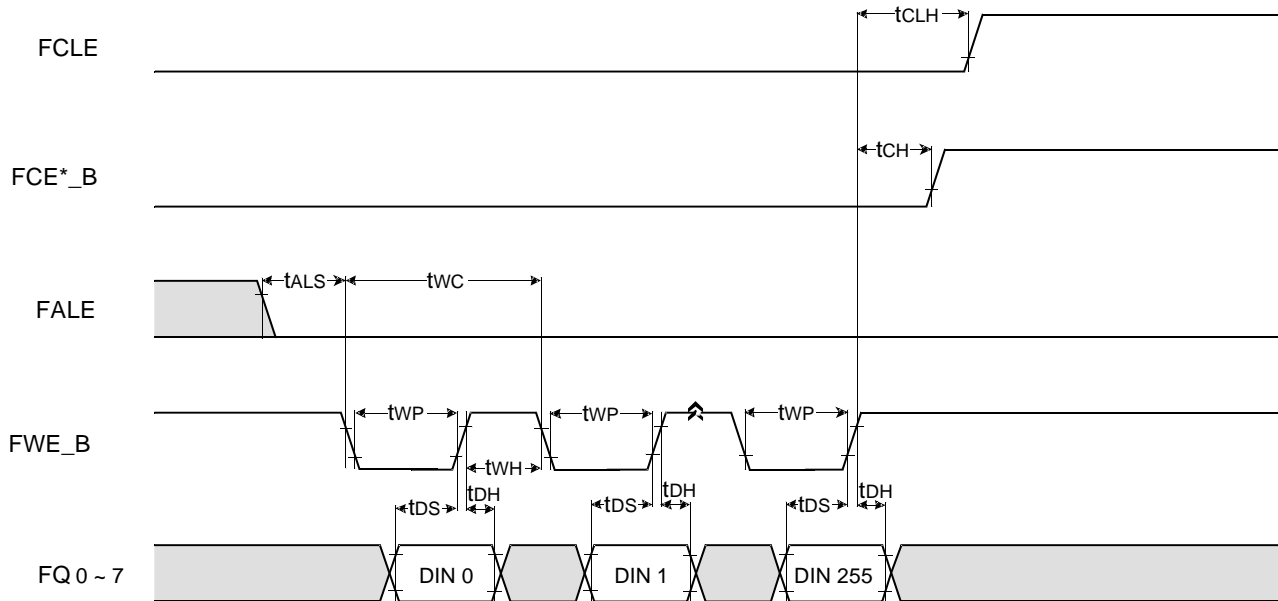 tCLH
FCLE
tCH
FCE*_B
tALS
tWC
FALE
tWP
tWP
tWP
FWE_B
tWH
tDS
tDH
tDS
tDH
tDS
tDH
FQ 0 ~ 7
DIN 0
DIN 1
DIN 255